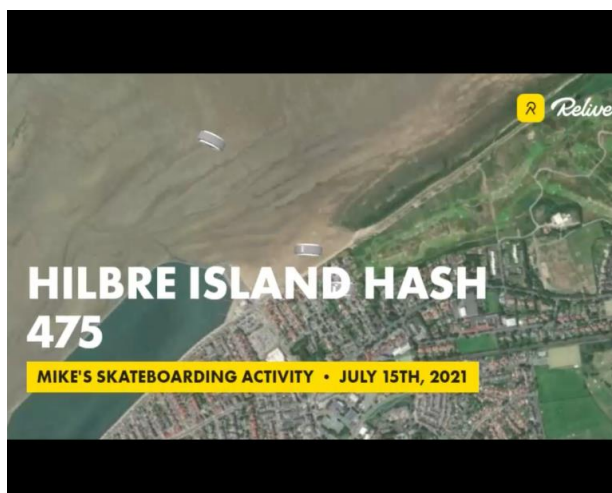 Relive
HILBRE ISLAND HASH
475
MIKE'S SKATEBOARDING ACTIVITY • JULY 15TH, 2021